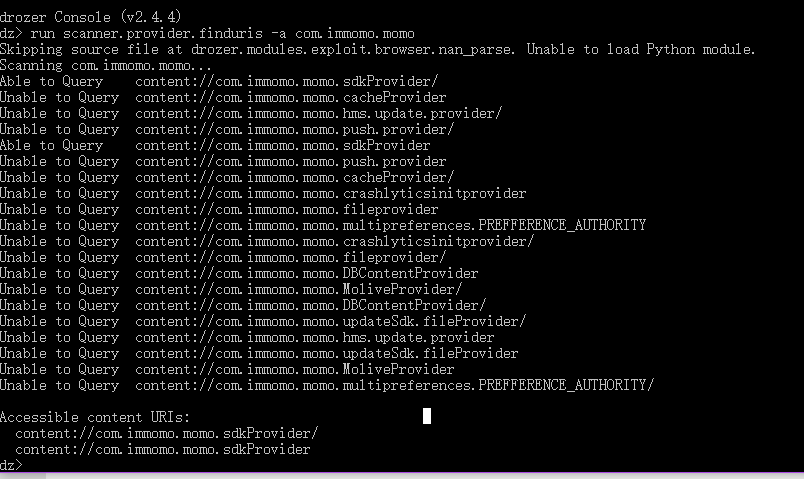 drozer Console (v2.4.4)
dz> run scanner.provider.finduris -a com.immomo.momo
Skipping source file at drozer.modules.exploit.browser.nan_parse. Unable to load Python module.
Scanning com.immomo.momo...
Able to Query    content://com.immomo.momo.sdkProvider/
Unable to Query  content://com.immomo.momo.cacheProvider
Unable to Query  content://com.immomo.momo.hms.update.provider/
Unable to Query  content://com.immomo.momo.push.provider/
Able to Query    content://com.immomo.momo.sdkProvider
Unable to Query  content://com.immomo.momo.push.provider
Unable to Query  content://com.immomo.momo.cacheProvider/
Unable to Query  content://com.immomo.momo.crashlyticsinitprovider
Unable to Query  content://com.immomo.momo.fileprovider
Unable to Query  content://com.immomo.momo.multipreferences.PREFFERENCE_AUTHORITY
Unable to Query  content://com.immomo.momo.crashlyticsinitprovider/
Unable to Query  content://com.immomo.momo.fileprovider/
Unable to Query  content://com.immomo.momo.DBContentProvider
Unable to Query  content://com.immomo.momo.MoliveProvider/
Unable to Query  content://com.immomo.momo.DBContentProvider/
Unable to Query  content://com.immomo.momo.updateSdk.fileProvider/
Unable to Query  content://com.immomo.momo.hms.update.provider
Unable to Query  content://com.immomo.momo.updateSdk.fileProvider
Unable to Query  content://com.immomo.momo.MoliveProvider
Unable to Query  content://com.immomo.momo.multipreferences.PREFFERENCE_AUTHORITY/
Accessible content URIs:
  content://com.immomo.momo.sdkProvider/
  content://com.immomo.momo.sdkProvider
dz>